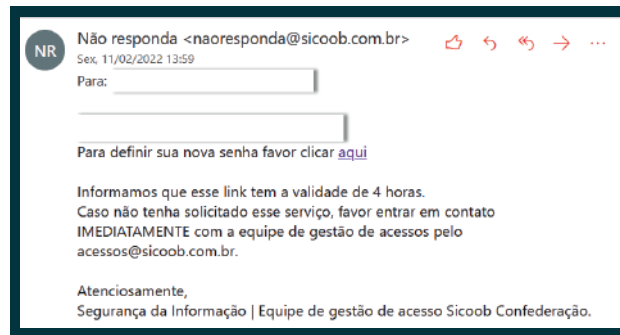 NR
Não responda <naoresponda@sicoob.com.br>
Sex, 11/02/2022 13:59
Para:
Para definir sua nova senha favor clicar aqui
Informamos que esse link tem a validade de 4 horas.
Caso não tenha solicitado esse serviço, favor entrar em contato
IMEDIATAMENTE com a equipe de gestão de acessos pelo
acessos@sicoob.com.br.
Atenciosamente,
Segurança da Informação | Equipe de gestão de acesso Sicoob Confederação.